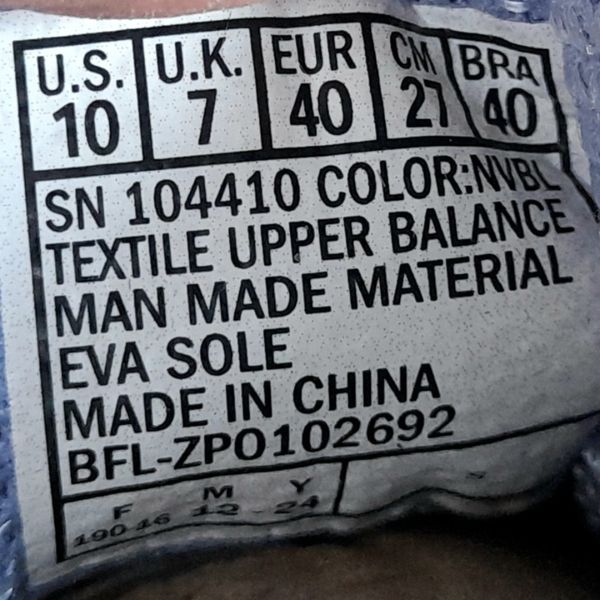 U.S. U.K. EUR CM BRA
10 7 40 27 40
SN 104410 COLOR:NVBL
TEXTILE UPPER BALANCE
MAN MADE MATERIAL
EVA SOLE
MADE IN CHINA
BFL-ZPO102692
F M Y
19046 12 - 24